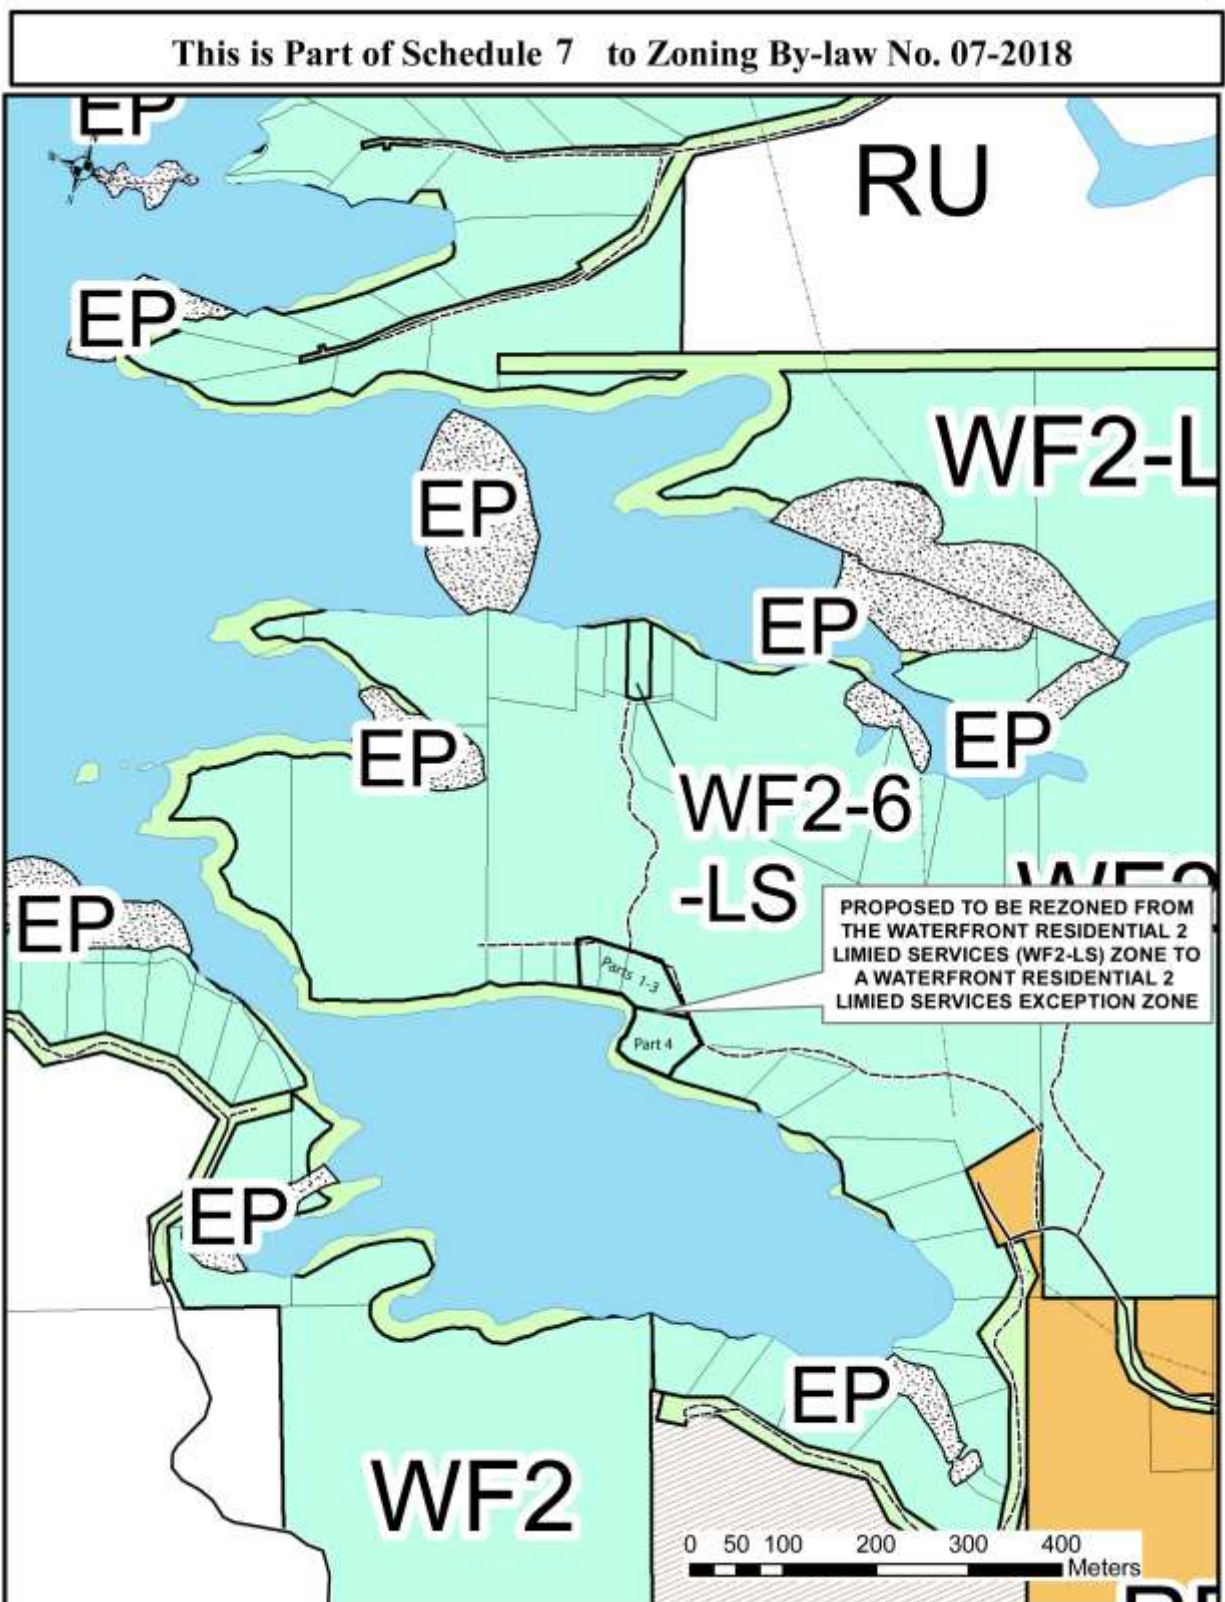 This is Part of Schedule 7 to Zoning By-law No. 07-2018
EP
RU
EP
WF2-L
EP
EP
EP
EP
WF2-6
-LS
EP
PROPOSED TO BE REZONED FROM
THE WATERFRONT RESIDENTIAL 2
LIMIED SERVICES (WF2-LS) ZONE TO
A WATERFRONT RESIDENTIAL 2
LIMIED SERVICES EXCEPTION ZONE
Parts 1-3
Part 4
EP
EP
WF2
0 50 100 200 300 400
Meters